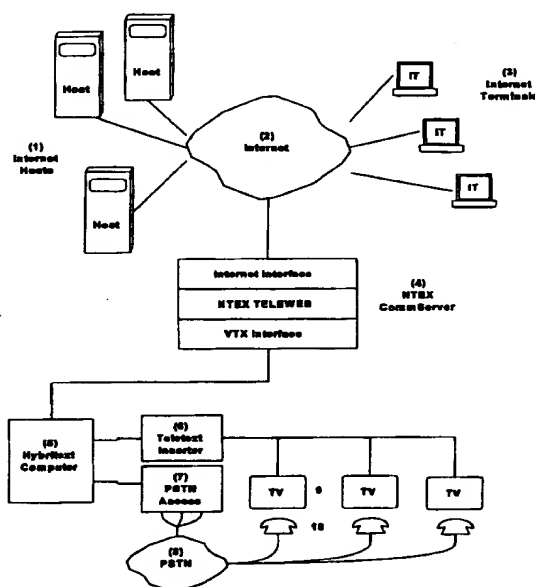 Host
Host
Host
(1)
Internet
Hosts
(2)
Internet
IT
IT
IT
(3)
Internet
Terminals
Internet Interface
NTEX TELEWEB
VTX Interface
(4)
NTEX
CommServer
(5)
Hybritext
Computer
(6)
Teletext
Inserter
(7)
PSTN
Access
(8)
PSTN
TV
9
TV
TV
18